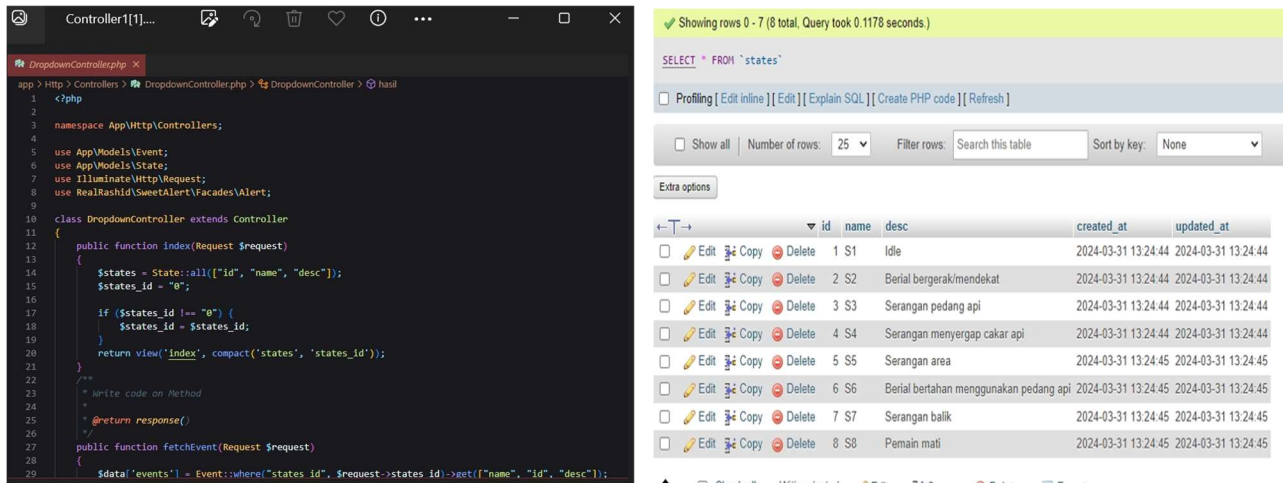 Controller1[1]....
DropdownController.php
app > Http > Controllers > DropdownController.php > DropdownController > hasil
1 <?php
2
3 namespace App\Http\Controllers;
4
5 use App\Models\Event;
6 use App\Models\State;
7 use Illuminate\Http\Request;
8 use RealRashid\SweetAlert\Facades\Alert;
9
10 class DropdownController extends Controller
11 {
12 public function index(Request $request)
13 {
14 $states = State::all(["id", "name", "desc"]);
15 $states_id = "0";
16
17 if ($states_id !== "0") {
18 $states_id = $states_id;
19 }
20 return view('index', compact('states', 'states_id'));
21 }
22 /**
23 * Write code on Method
24 *
25 * @return response()
26 */
27 public function fetchEvent(Request $request)
28 {
29 $data['events'] = Event::where("states_id", $request->states_id)->get(["name", "id", "desc"]);
Showing rows 0 - 7 (8 total, Query took 0.1178 seconds.)
SELECT * FROM `states`
Profiling [ Edit inline ] [ Edit ] [ Explain SQL ] [ Create PHP code ] [ Refresh ]
Show all Number of rows: 25 Filter rows: Search this table Sort by key: None
Extra options
id name desc created_at updated_at
Edit Copy Delete 1 S1 Idle 2024-03-31 13:24:44 2024-03-31 13:24:44
Edit Copy Delete 2 S2 Berial bergerak/mendekat 2024-03-31 13:24:44 2024-03-31 13:24:44
Edit Copy Delete 3 S3 Serangan pedang api 2024-03-31 13:24:44 2024-03-31 13:24:44
Edit Copy Delete 4 S4 Serangan menyergap cakar api 2024-03-31 13:24:44 2024-03-31 13:24:44
Edit Copy Delete 5 S5 Serangan area 2024-03-31 13:24:45 2024-03-31 13:24:45
Edit Copy Delete 6 S6 Berial bertahan menggunakan pedang api 2024-03-31 13:24:45 2024-03-31 13:24:45
Edit Copy Delete 7 S7 Serangan balik 2024-03-31 13:24:45 2024-03-31 13:24:45
Edit Copy Delete 8 S8 Pemain mati 2024-03-31 13:24:45 2024-03-31 13:24:45